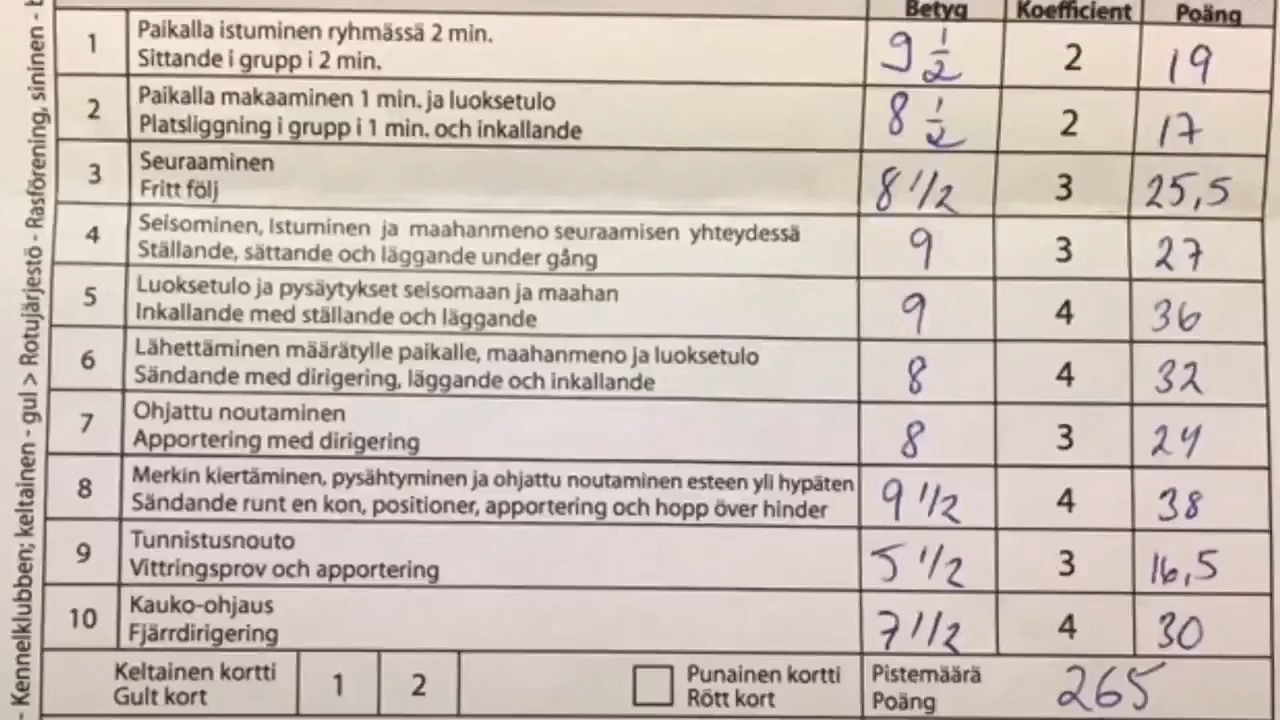 Betyg Koefficient Poäng
1 Paikalla istuminen ryhmässä 2 min.
Sittande i grupp i 2 min. 9 1/2 2 19
2 Paikalla makaaminen 1 min. ja luoksetulo
Platsliggning i grupp i 1 min. och inkallande 8 1/2 2 17
3 Seuraaminen
Fritt följ 8 1/2 3 25,5
4 Seisominen, Istuminen ja maahanmeno seuraamisen yhteydessä
Ställande, sättande och läggande under gång 9 3 27
5 Luoksetulo ja pysäytykset seisomaan ja maahan
Inkallande med ställande och läggande 9 4 36
6 Lähettäminen määrätylle paikalle, maahanmeno ja luoksetulo
Sändande med dirigering, läggande och inkallande 8 4 32
7 Ohjattu noutaminen
Apportering med dirigering 8 3 24
8 Merkin kiertäminen, pysähtyminen ja ohjattu noutaminen esteen yli hypäten
Sändande runt en kon, positioner, apportering och hopp över hinder 9 1/2 4 38
9 Tunnistusnouto
Vittringsprov och apportering 5 1/2 3 16,5
10 Kauko-ohjaus
Fjärrdirigering 7 1/2 4 30
Keltainen kortti
Gult kort 1 2
Punainen kortti
Rött kort
Pistemäärä
Poäng 265
- Kennelklubben; keltainen - gul > Rotujärjestö - Rasförening, sininen -